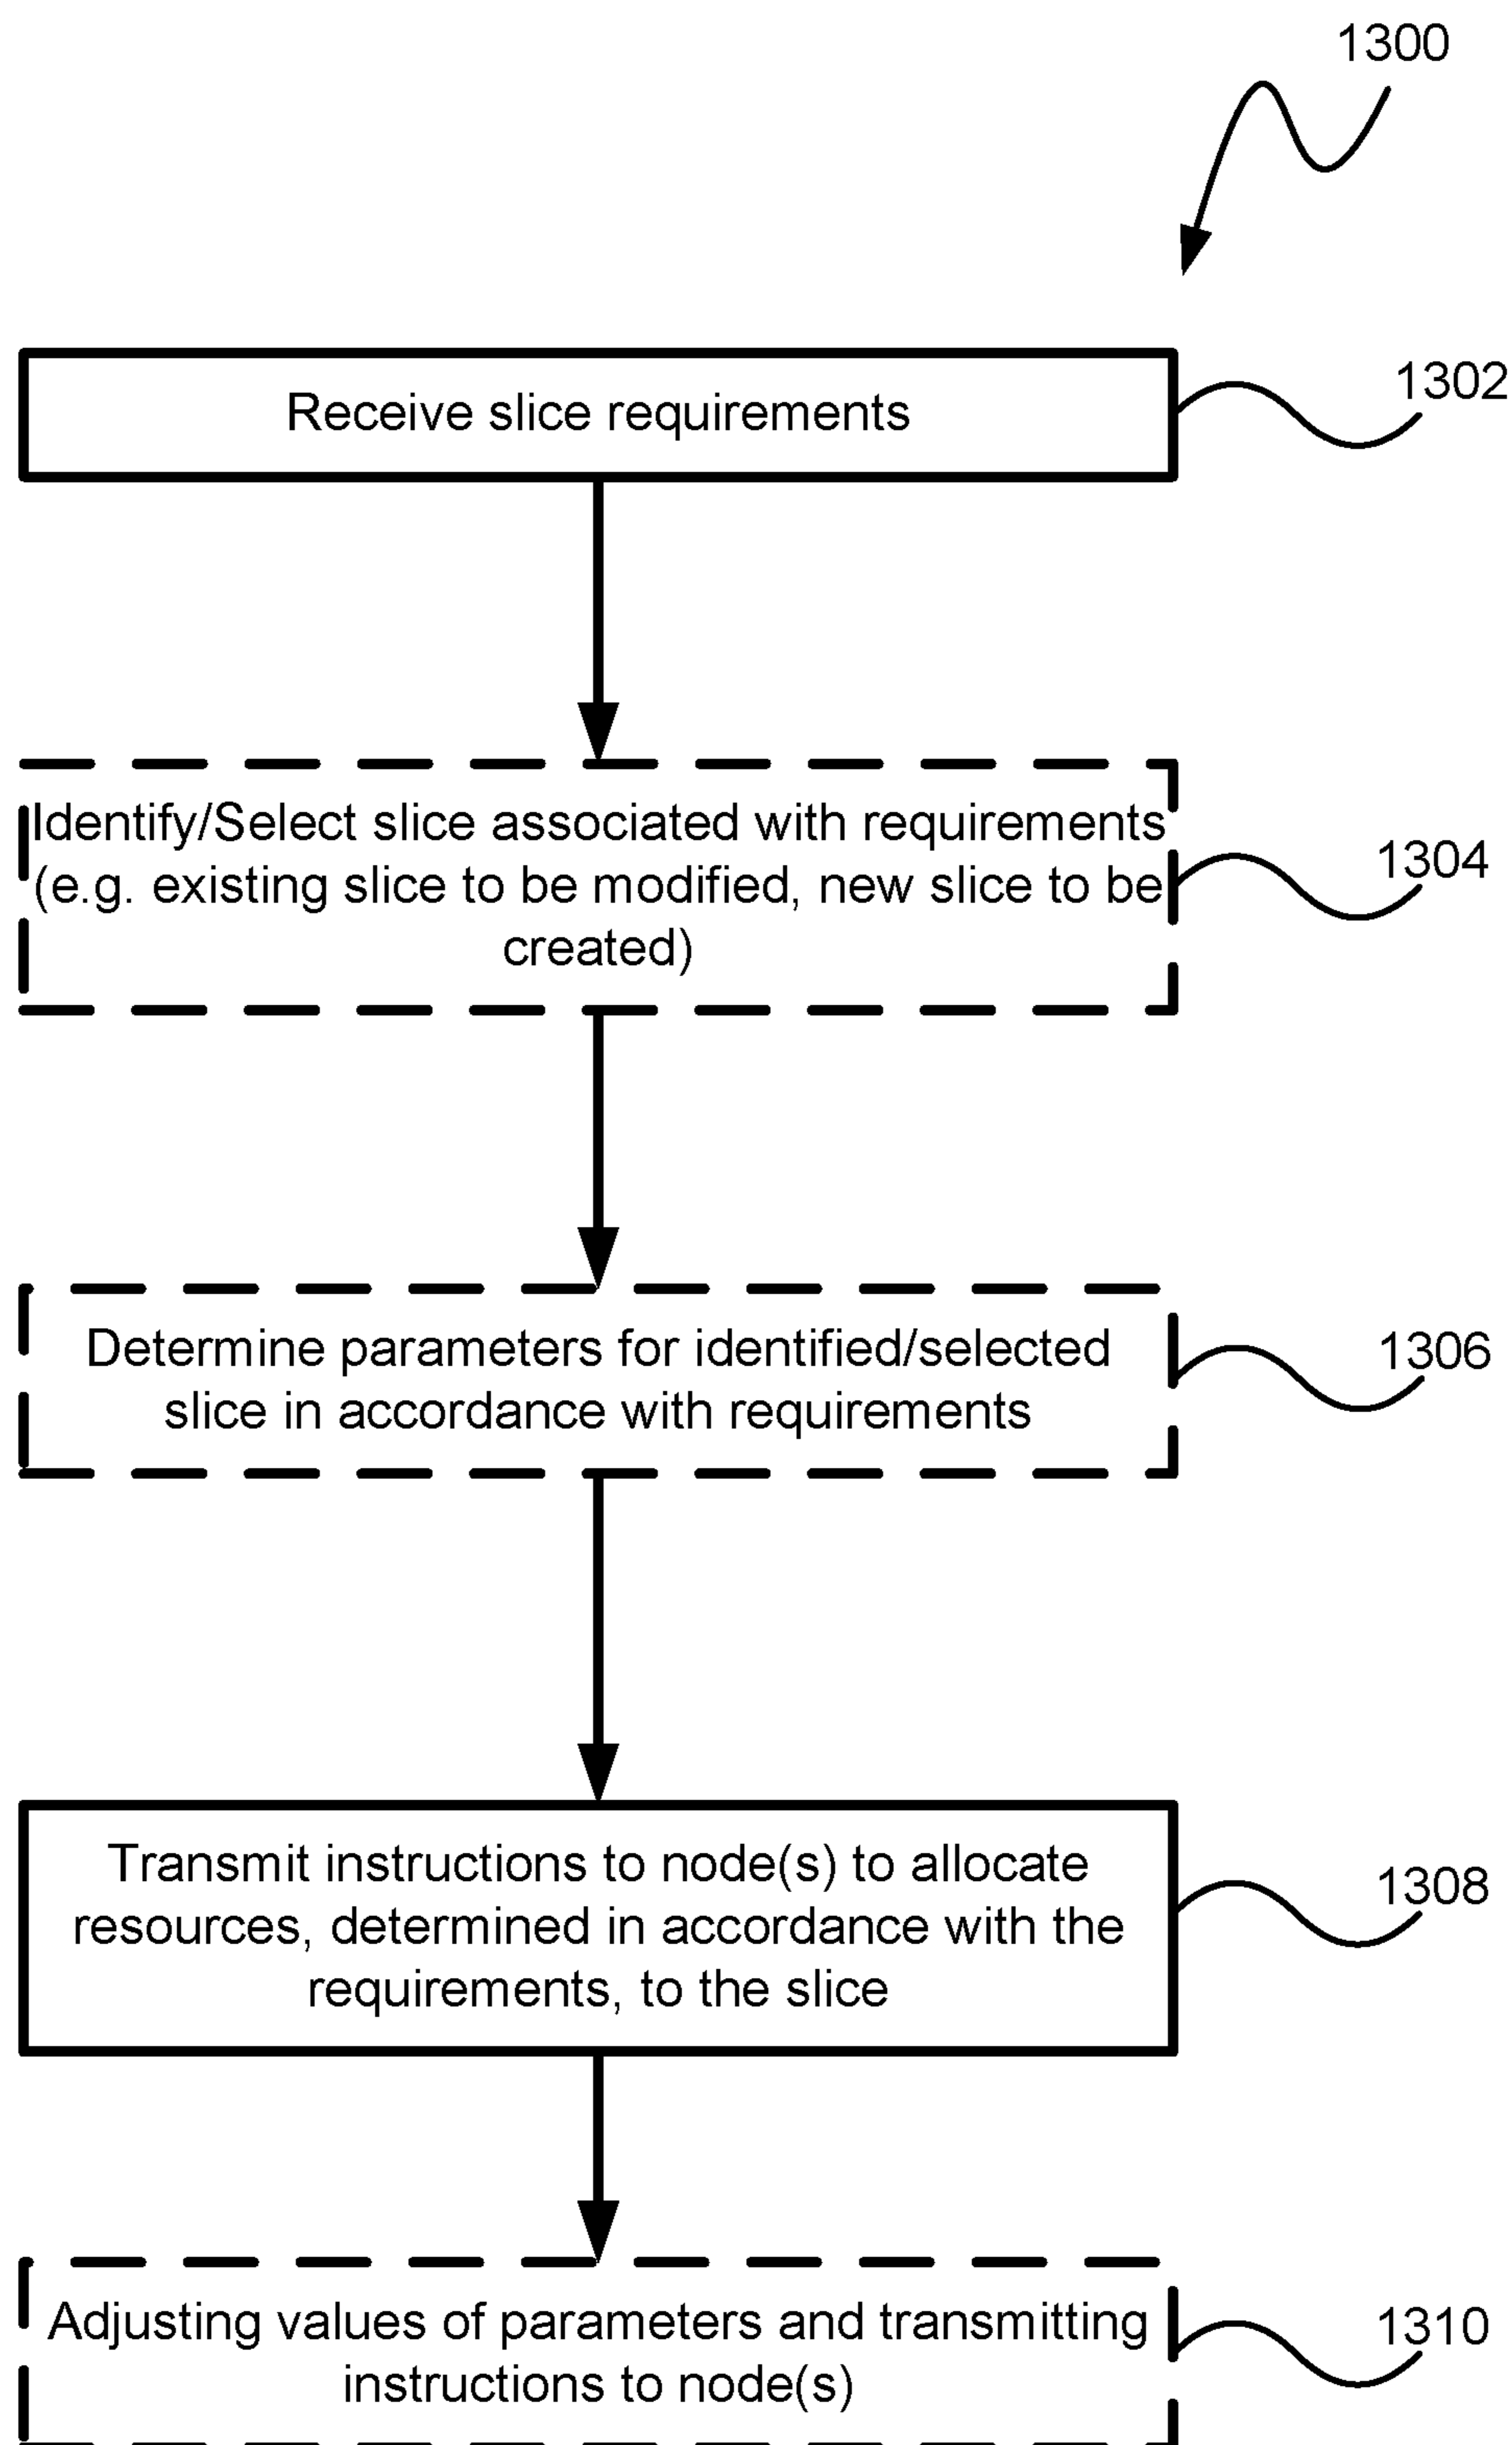 1300
Receive slice requirements
1302
Identify/Select slice associated with requirements
(e.g. existing slice to be modified, new slice to be
created)
1304
Determine parameters for identified/selected
slice in accordance with requirements
1306
Transmit instructions to node(s) to allocate
resources, determined in accordance with the
requirements, to the slice
1308
Adjusting values of parameters and transmitting
instructions to node(s)
1310